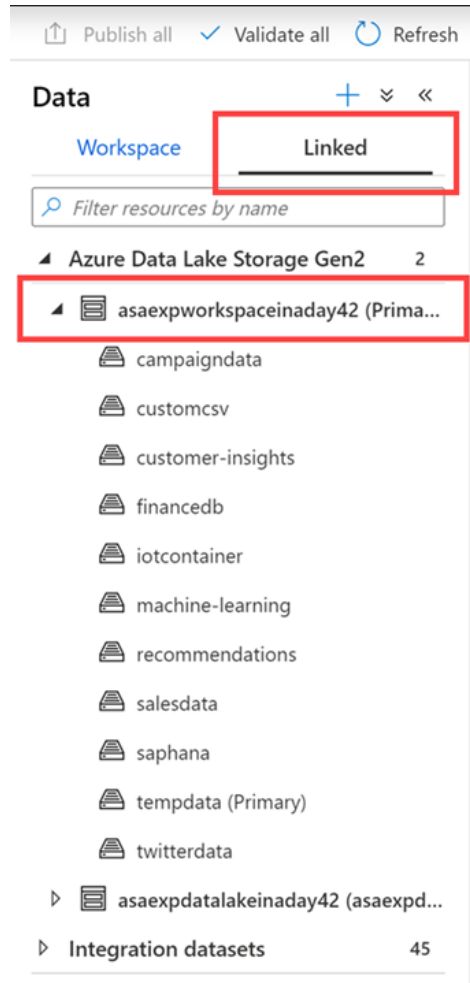 Publish all Validate all Refresh
Data
Workspace Linked
Filter resources by name
Azure Data Lake Storage Gen2 2
asaexpworkspaceinaday42 (Prima...
campaigndata
customcsv
customer-insights
financedb
iotcontainer
machine-learning
recommendations
salesdata
saphana
tempdata (Primary)
twitterdata
asaexpdatalakeinaday42 (asaexpd...
Integration datasets 45